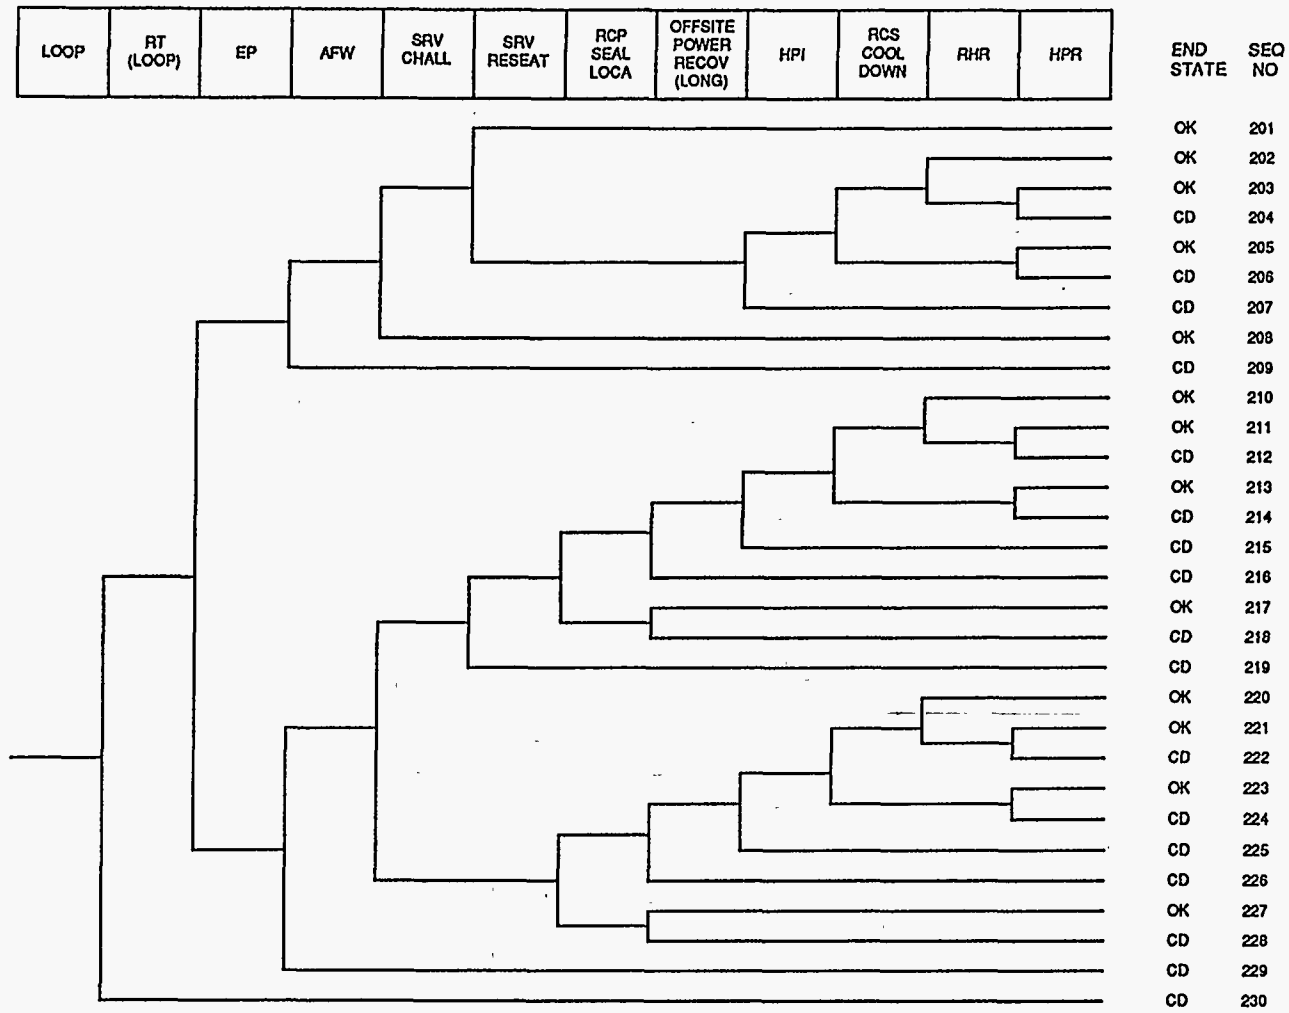 LOOP
RT
(LOOP)
EP
AFW
SRV
CHALL
SRV
RESEAT
RCP
SEAL
LOCA
OFFSITE
POWER
RECOV
(LONG)
HPI
RCS
COOL
DOWN
RHR
HPR
END
STATE
SEQ
NO
OK 201
OK 202
OK 203
CD 204
OK 205
CD 206
CD 207
OK 208
CD 209
OK 210
OK 211
CD 212
OK 213
CD 214
CD 215
CD 216
OK 217
CD 218
CD 219
OK 220
OK 221
CD 222
OK 223
CD 224
CD 225
CD 226
OK 227
CD 228
CD 229
CD 230